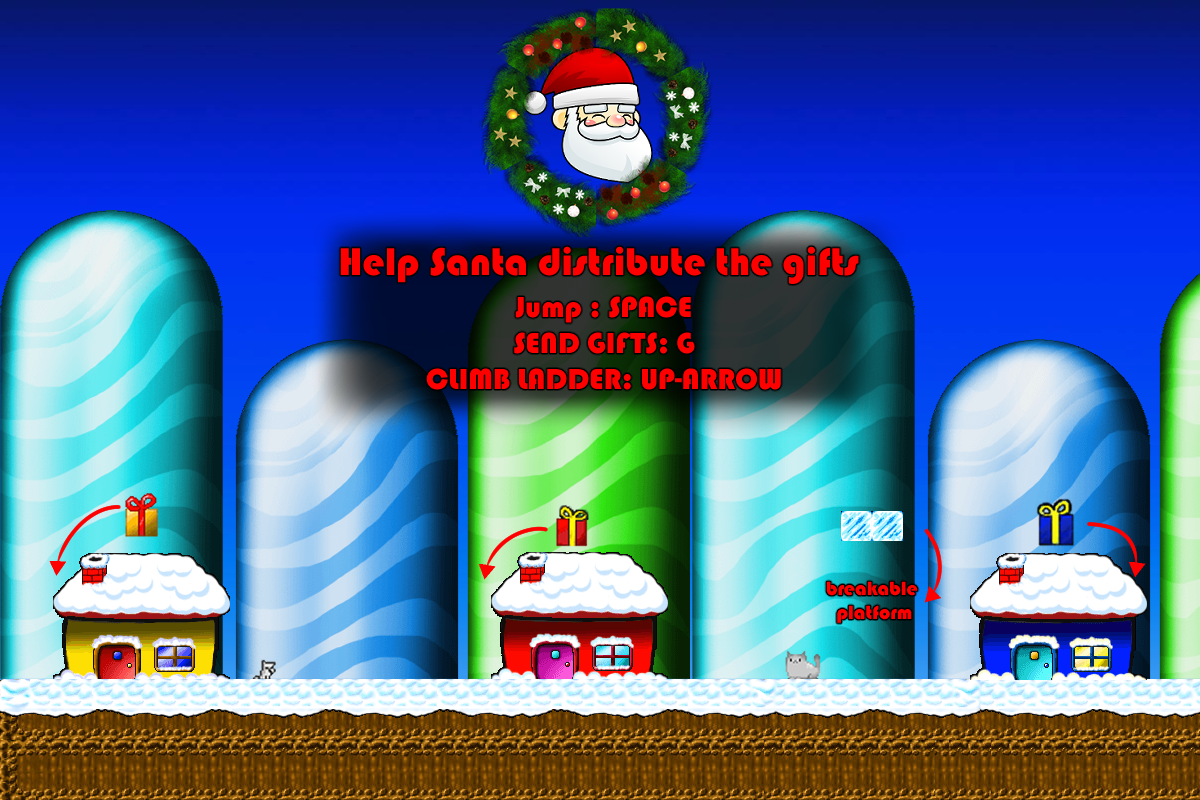 Help Santa distribute the gifts
Jump : SPACE
SEND GIFTS: G
CLIMB LADDER: UP-ARROW
breakable
platform